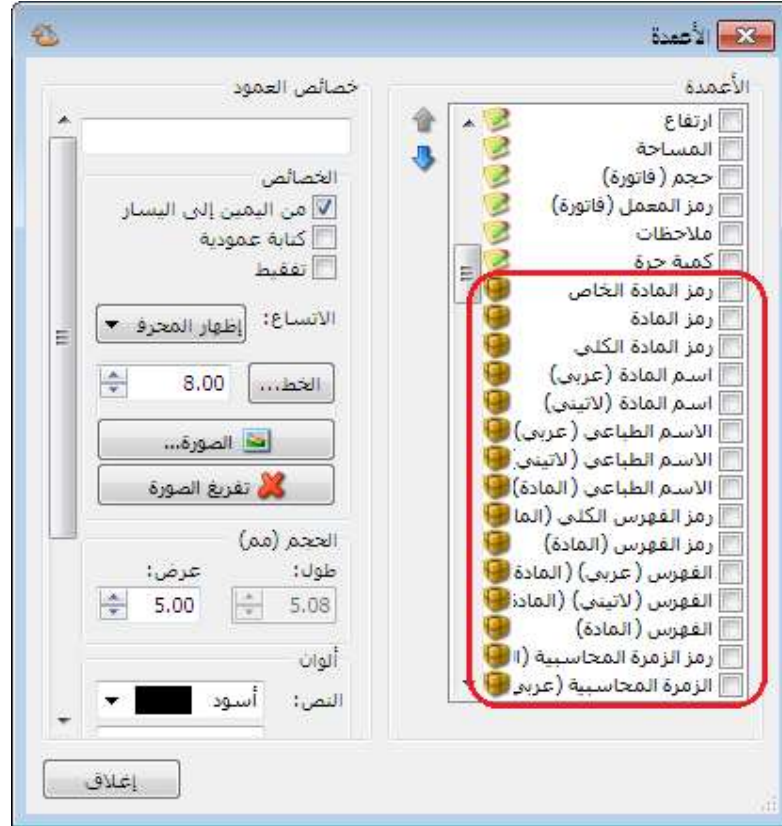 الأعمدة
الأعمدة
ارتفاع
المساحة
حجم (فاتورة)
رمز المعمل (فاتورة)
ملاحظات
كمية حرة
رمز المادة الخاص
رمز المادة
رمز المادة الكلي
اسم المادة (عربي)
اسم المادة (لاتيني)
الاسم الطباعي (عربي)
الاسم الطباعي (لاتيني)
الاسم الطباعي (المادة)
رمز الفهرس الكلي (الما
رمز الفهرس (المادة)
الفهرس (عربي) (المادة
الفهرس (لاتيني) (المادة
الفهرس (المادة)
رمز الزمرة المحاسبية (ا
الزمرة المحاسبية (عربي
خصائص العمود
الخصائص
من اليمين إلى اليسار
كتابة عمودية
تفقيط
الاتساع: إظهار المحرف
الخط... 8.00
الصورة...
تفريغ الصورة
الحجم (مم)
طول: عرض:
5.08 5.00
ألوان
النص: أسود
إغلاق